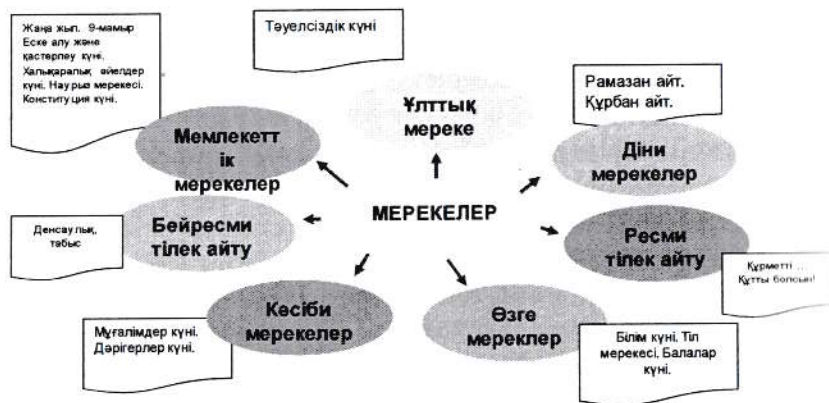 Жаңа жыл. 9-мамыр
Еске алу және
қастерлеу күні.
Халықаралық әйелдер
күні. Наурыз мерекесі.
Конституция күні.
Тәуелсіздік күні
Рамазан айт.
Құрбан айт.
Ұлттық
мереке
Мемлекетт
ік
мерекелер
Діни
мерекелер
МЕРЕКЕЛЕР
Денсаулық,
табыс
Бейресми
тілек айту
Ресми
тілек айту
Құрметті ...
Құтты болсын!
Кәсіби
мерекелер
Өзге
мереклер
Мұғалімдер күні.
Дәрігерлер күні.
Білім күні. Тіл
мерекесі. Балалар
күні.